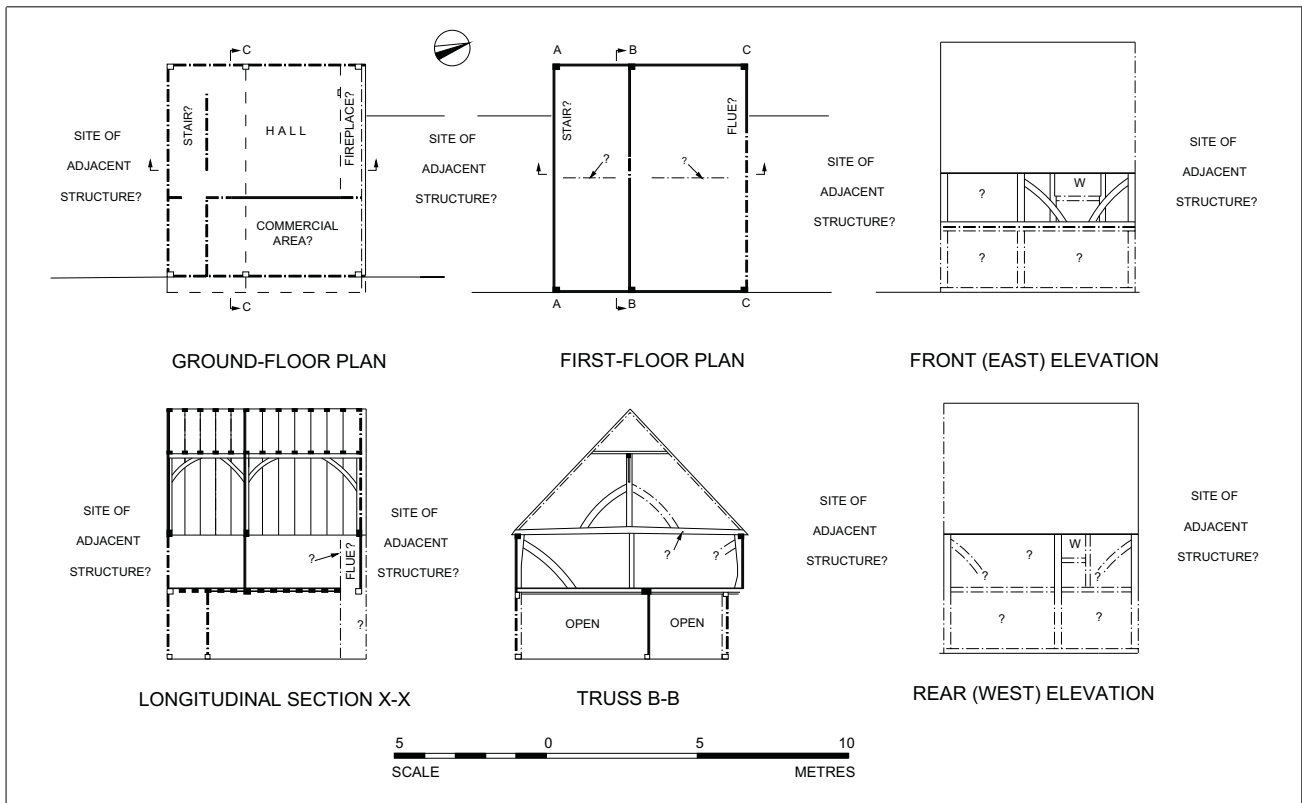 C
SITE OF
ADJACENT
STRUCTURE?
STAIR?
HALL
FIREPLACE?
COMMERCIAL
AREA?
C
SITE OF
ADJACENT
STRUCTURE?
GROUND-FLOOR PLAN
A
B
C
STAIR?
FLUE?
?
?
A
B
C
SITE OF
ADJACENT
STRUCTURE?
FIRST-FLOOR PLAN
?
W
?
?
SITE OF
ADJACENT
STRUCTURE?
FRONT (EAST) ELEVATION
SITE OF
ADJACENT
STRUCTURE?
?
FLUE?
?
SITE OF
ADJACENT
STRUCTURE?
LONGITUDINAL SECTION X-X
?
?
OPEN
OPEN
TRUSS B-B
SITE OF
ADJACENT
STRUCTURE?
?
W
?
?
?
?
SITE OF
ADJACENT
STRUCTURE?
REAR (WEST) ELEVATION
5
0
5
10
SCALE
METRES